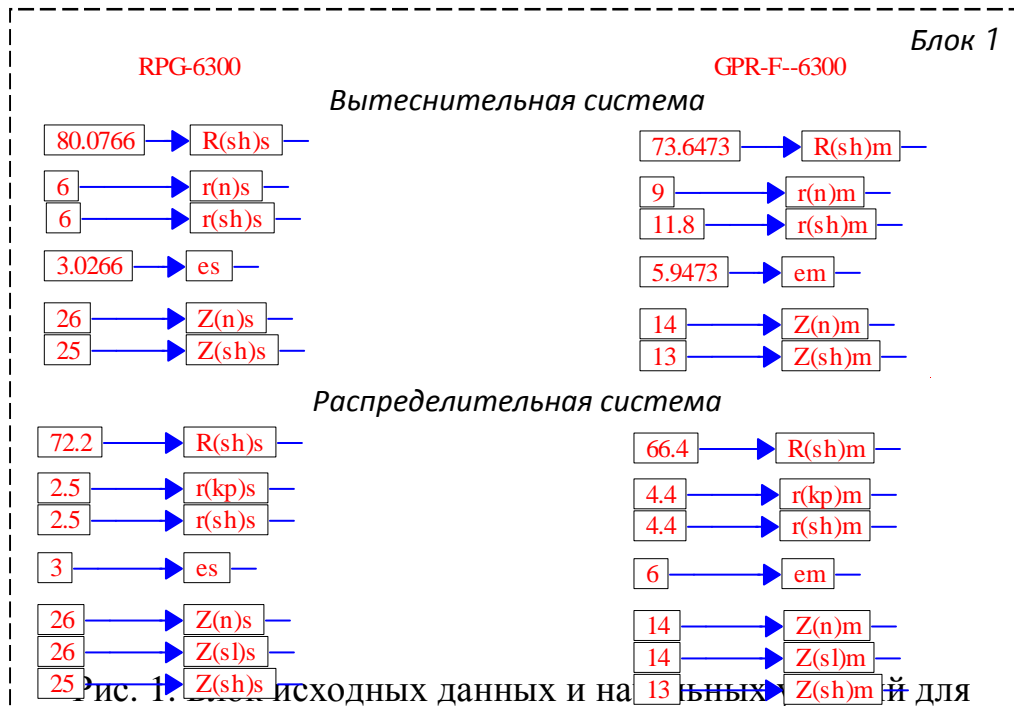 Блок 1
RPG-6300 GPR-F--6300
Вытеснительная система
80.0766 R(sh)s 73.6473 R(sh)m
6 r(n)s 9 r(n)m
6 r(sh)s 11.8 r(sh)m
3.0266 es 5.9473 em
26 Z(n)s 14 Z(n)m
25 Z(sh)s 13 Z(sh)m
Распределительная система
72.2 R(sh)s 66.4 R(sh)m
2.5 r(kp)s 4.4 r(kp)m
2.5 r(sh)s 4.4 r(sh)m
3 es 6 em
26 Z(n)s 14 Z(n)m
26 Z(sl)s 14 Z(sl)m
25 Z(sh)s 13 Z(sh)m
Рис. 1. Блок исходных данных и для